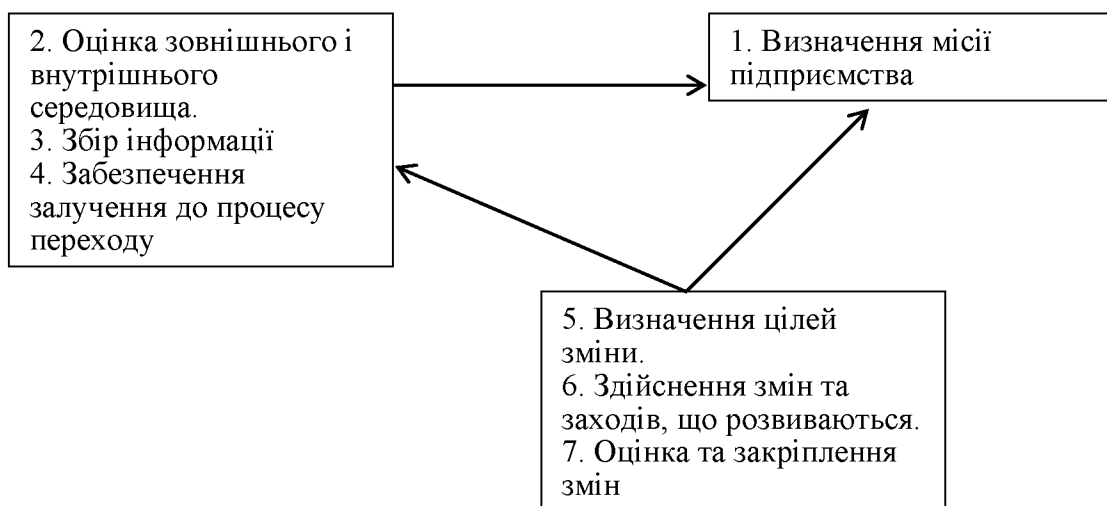 2. Оцінка зовнішнього і
внутрішнього
середовища.
3. Збір інформації
4. Забезпечення
залучення до процесу
переходу
1. Визначення місії
підприємства
5. Визначення цілей
зміни.
6. Здійснення змін та
заходів, що розвиваються.
7. Оцінка та закріплення
змін